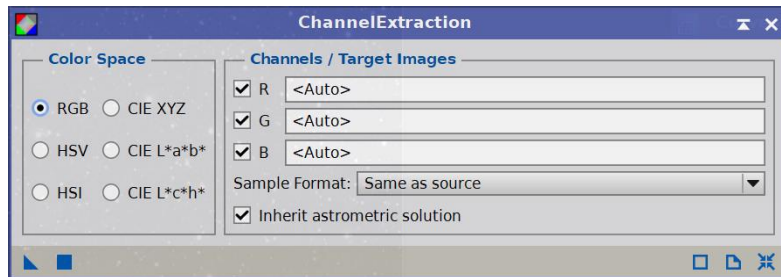 ChannelExtraction
Color Space
RGB CIE XYZ
HSV CIE L*a*b*
HSI CIE L*c*h*
Channels / Target Images
R <Auto>
G <Auto>
B <Auto>
Sample Format: Same as source
Inherit astrometric solution